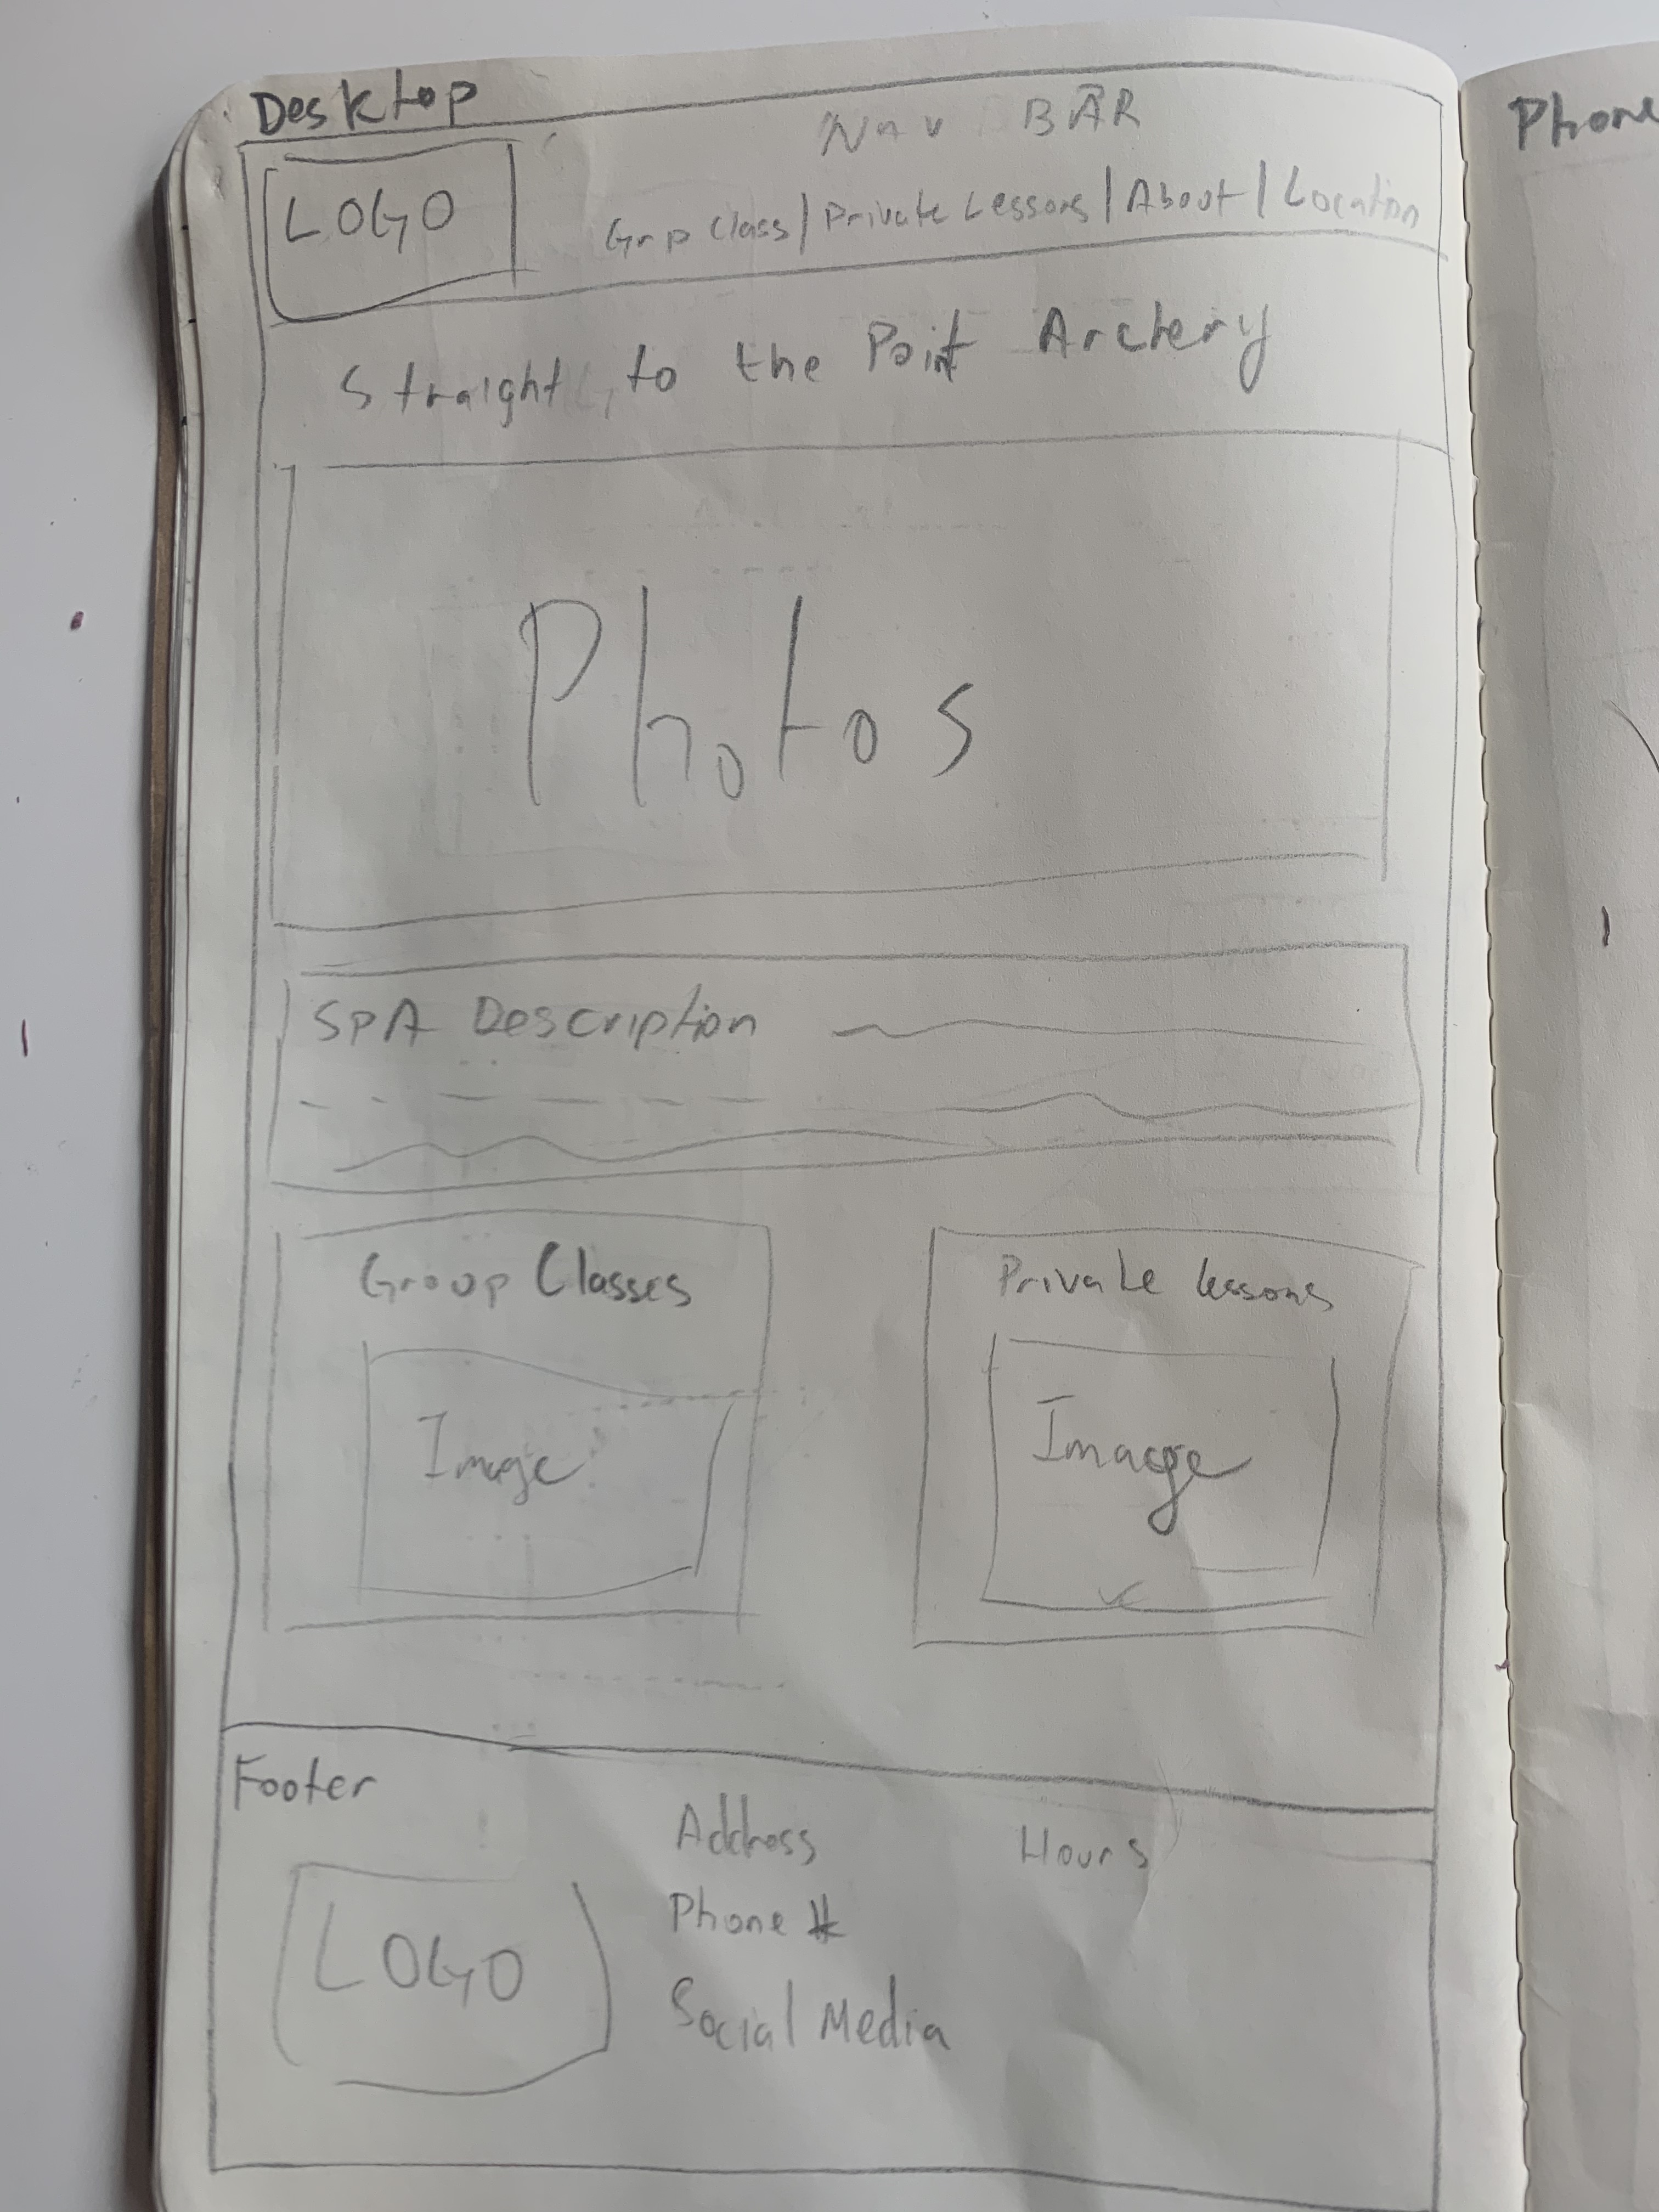 Desktop
Phone
Nav BAR
LOGO
Grp Class | Private Lessons | About | Location
Straight to the Point Archery
Photos
SPA Description
Group Classes
Private lessons
Image
Image
Footer
Address
Hours
LOGO
Phone #
Social Media